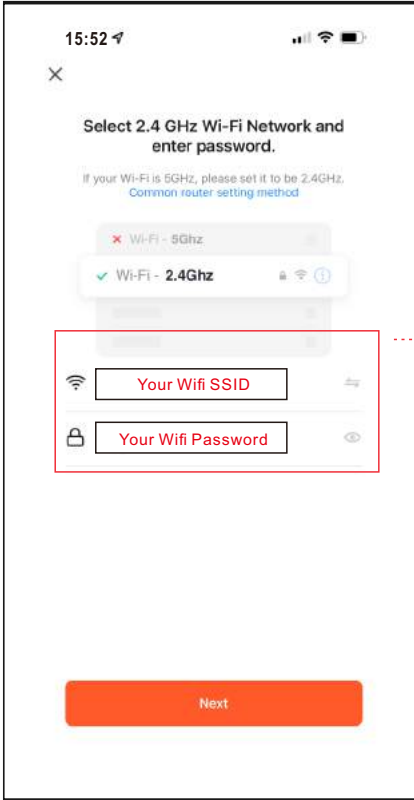 15:52
Select 2.4 GHz Wi-Fi Network and
enter password.
If your Wi-Fi is 5GHz, please set it to be 2.4GHz.
Common router setting method
Wi-Fi - 5Ghz
Wi-Fi - 2.4Ghz
Your Wifi SSID
Your Wifi Password
Next